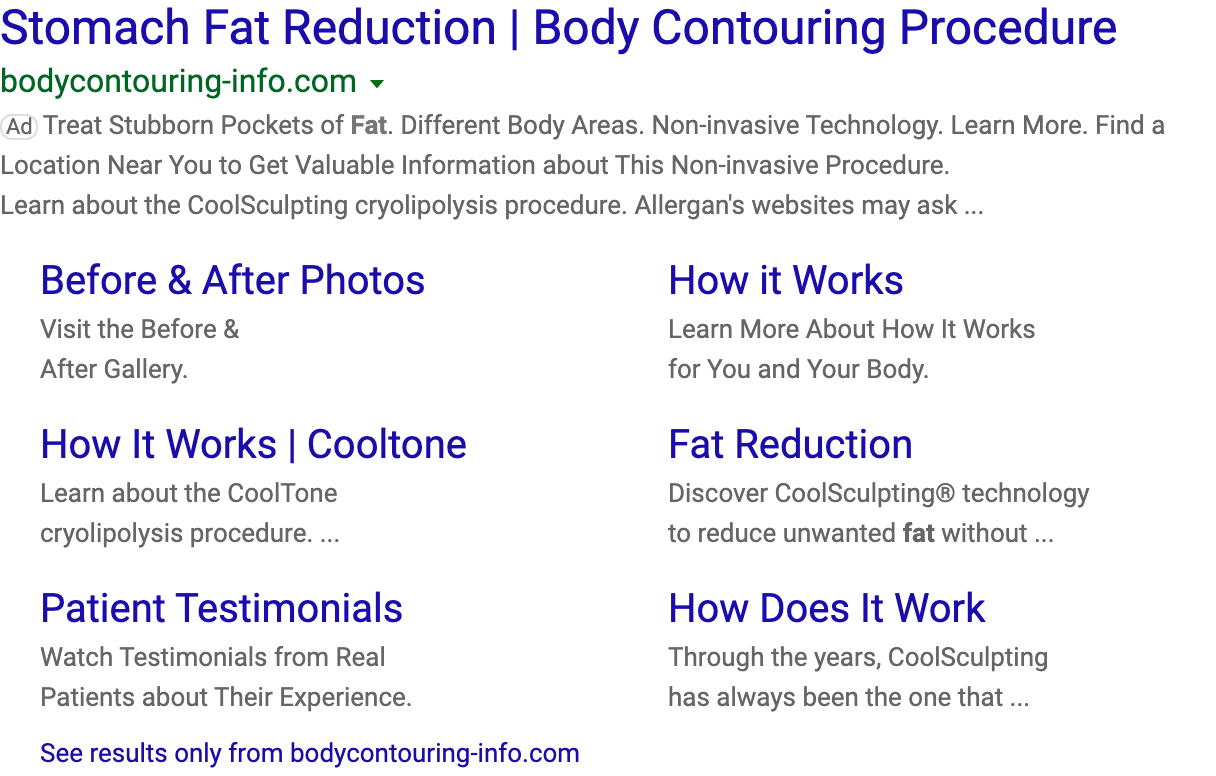 Stomach Fat Reduction | Body Contouring Procedure
bodycontouring-info.com
Ad Treat Stubborn Pockets of Fat. Different Body Areas. Non-invasive Technology. Learn More. Find a
Location Near You to Get Valuable Information about This Non-invasive Procedure.
Learn about the CoolSculpting cryolipolysis procedure. Allergan's websites may ask ...
Before & After Photos
Visit the Before &
After Gallery.
How it Works
Learn More About How It Works
for You and Your Body.
How It Works | Cooltone
Learn about the CoolTone
cryolipolysis procedure. ...
Fat Reduction
Discover CoolSculpting® technology
to reduce unwanted fat without ...
Patient Testimonials
Watch Testimonials from Real
Patients about Their Experience.
How Does It Work
Through the years, CoolSculpting
has always been the one that ...
See results only from bodycontouring-info.com